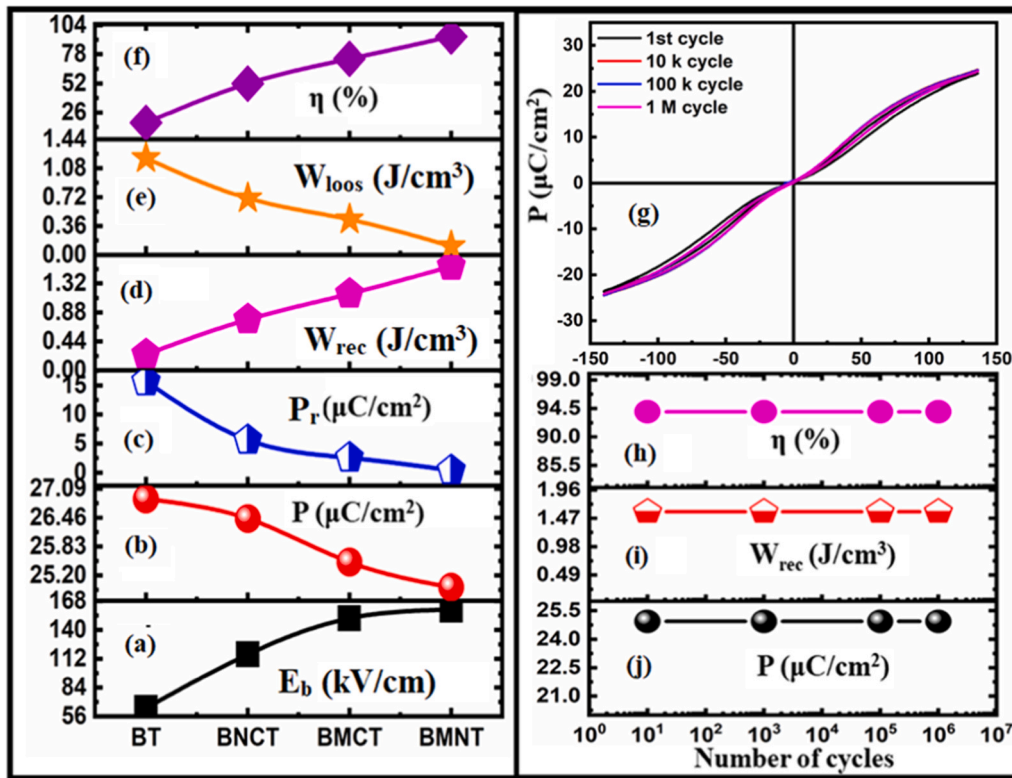 104
(f)
78
52
η (%)
26
1.44
1.08
W_loos (J/cm³)
0.72
(e)
0.36
0.00
(d)
1.32
0.88
W_rec (J/cm³)
0.44
0.00
15
P_r (μC/cm²)
10
(c)
5
0
27.09
P (μC/cm²)
26.46
(b)
25.83
25.20
168
(a)
140
112
E_b (kV/cm)
84
56
BT BNCT BMCT BMNT
1st cycle
10 k cycle
100 k cycle
1 M cycle
P (μC/cm²)
30
20
10
0
-10
-20
-30
(g)
-150 -100 -50 0 50 100 150
99.0
94.5
90.0
85.5
(h)
η (%)
1.96
1.47
0.98
0.49
(i)
W_rec (J/cm³)
25.5
24.0
22.5
21.0
(j)
P (μC/cm²)
10⁰ 10¹ 10² 10³ 10⁴ 10⁵ 10⁶ 10⁷
Number of cycles